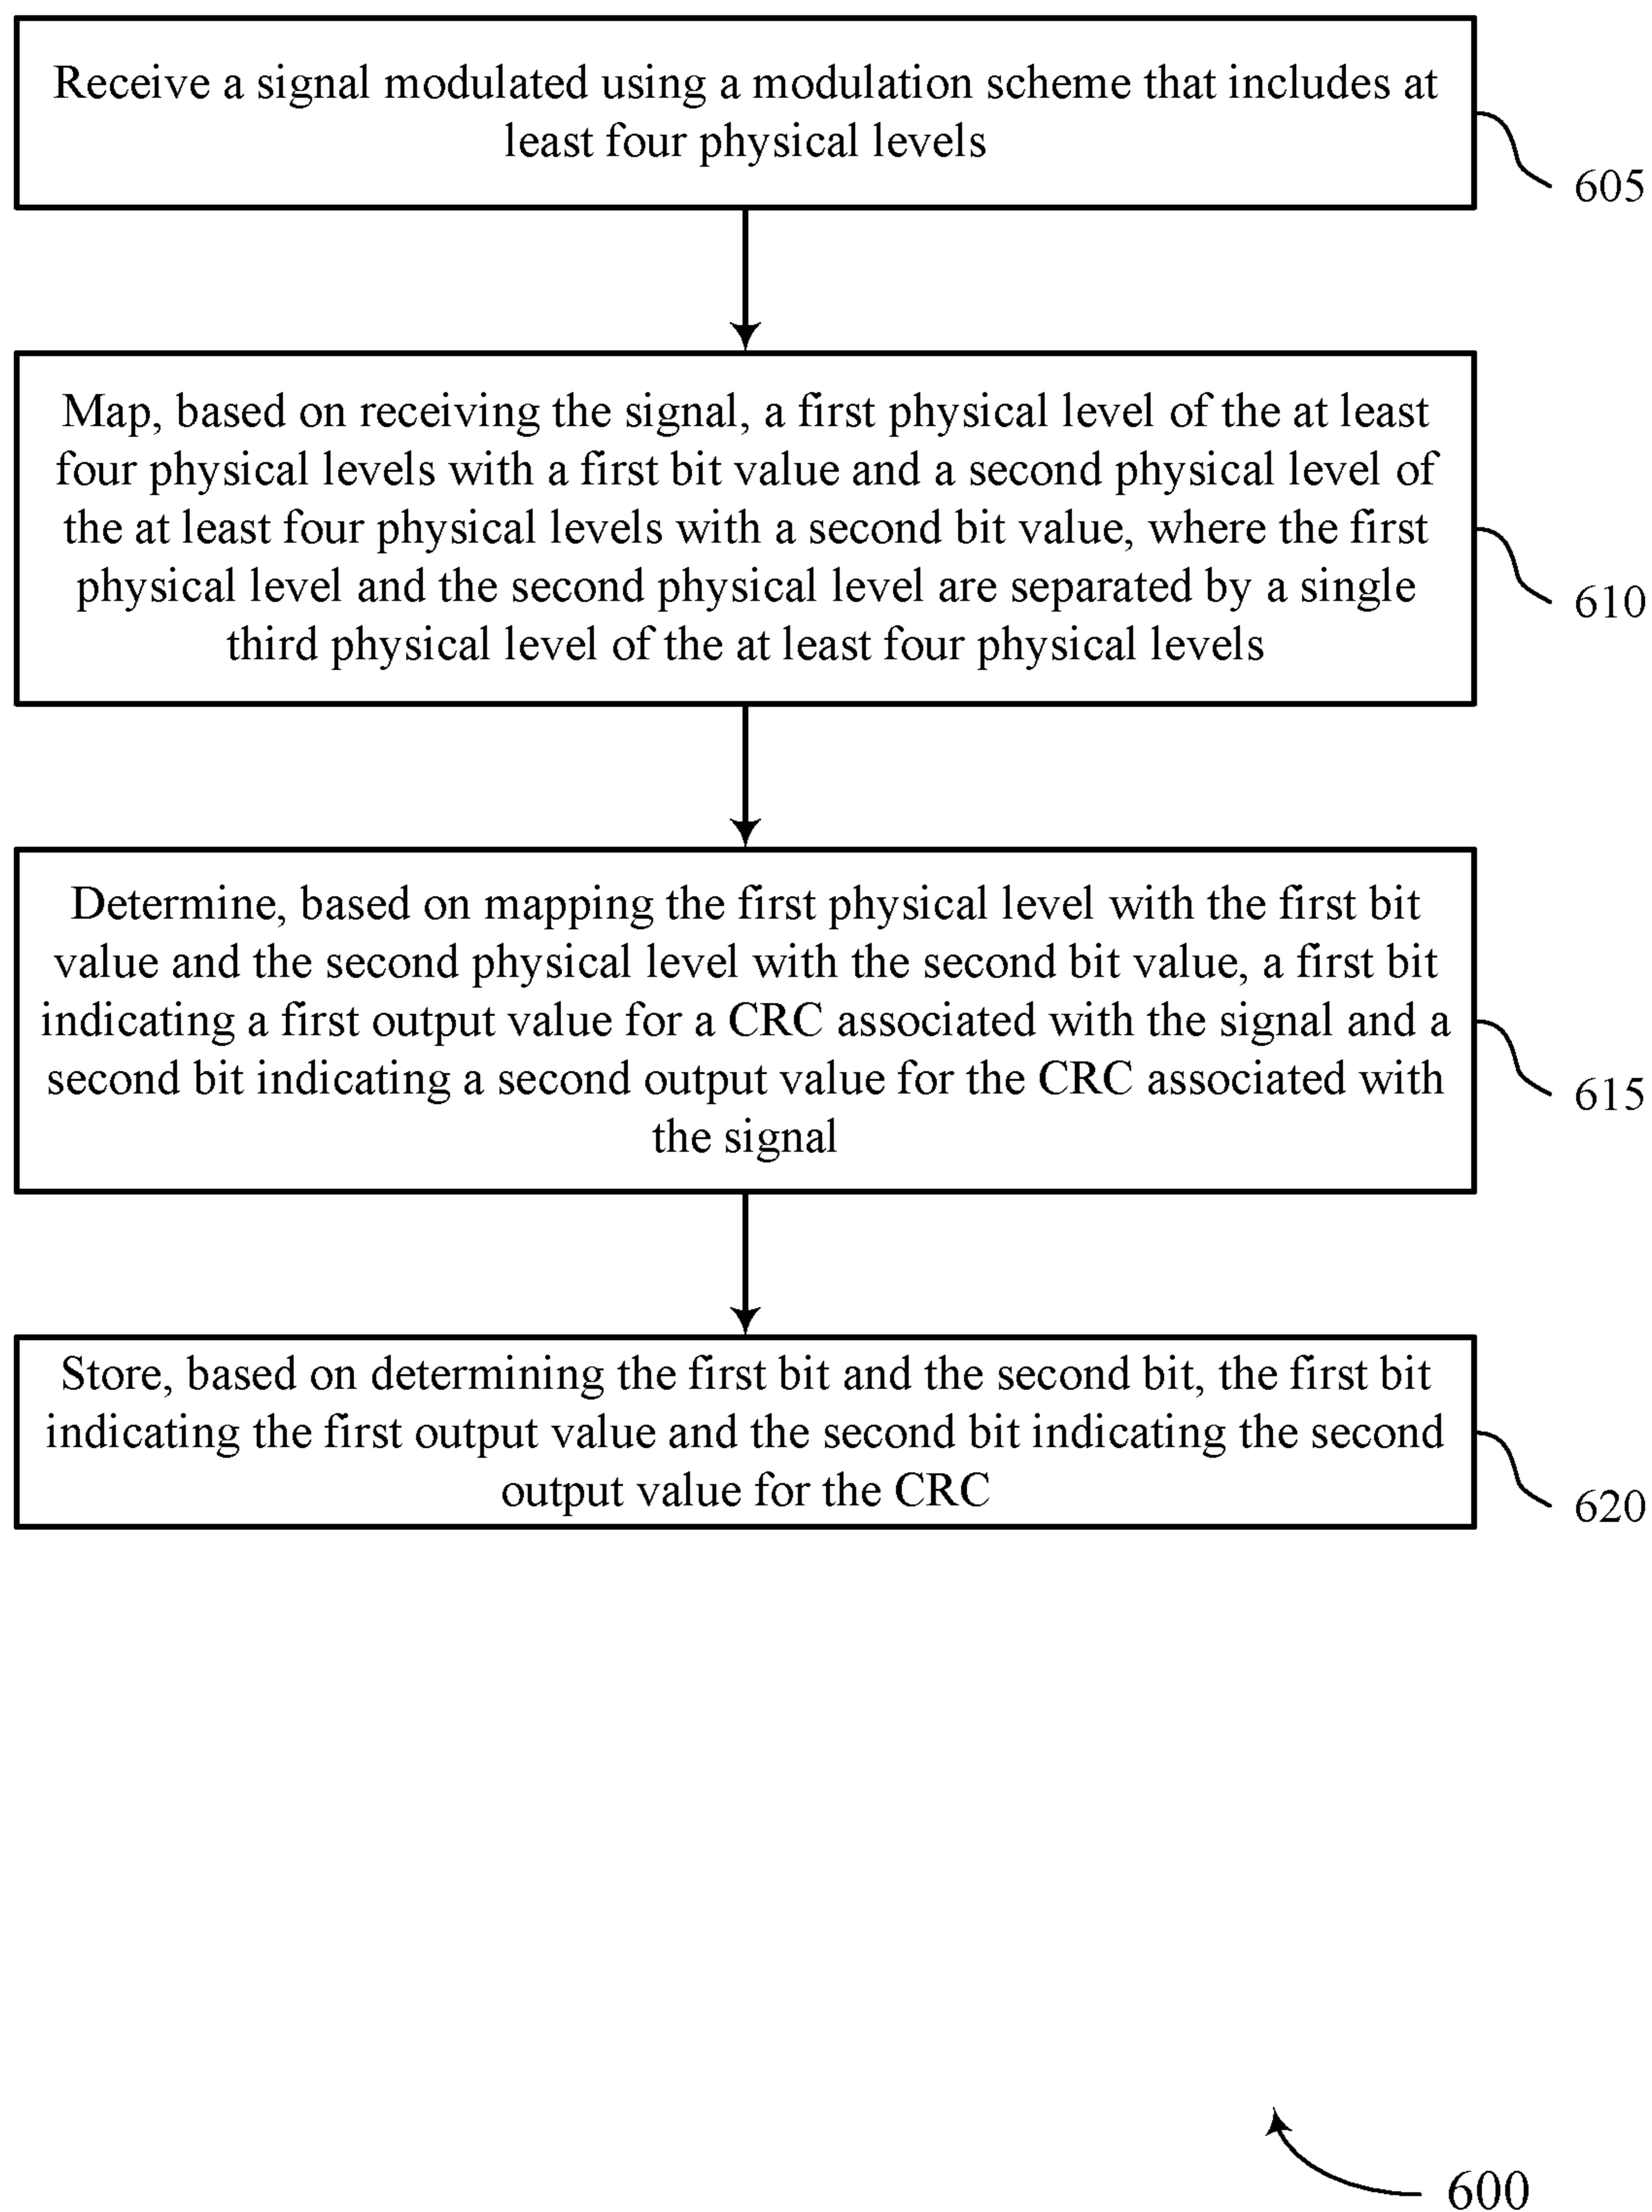 Receive a signal modulated using a modulation scheme that includes at
least four physical levels
605
Map, based on receiving the signal, a first physical level of the at least
four physical levels with a first bit value and a second physical level of
the at least four physical levels with a second bit value, where the first
physical level and the second physical level are separated by a single
third physical level of the at least four physical levels
610
Determine, based on mapping the first physical level with the first bit
value and the second physical level with the second bit value, a first bit
indicating a first output value for a CRC associated with the signal and a
second bit indicating a second output value for the CRC associated with
the signal
615
Store, based on determining the first bit and the second bit, the first bit
indicating the first output value and the second bit indicating the second
output value for the CRC
620
600